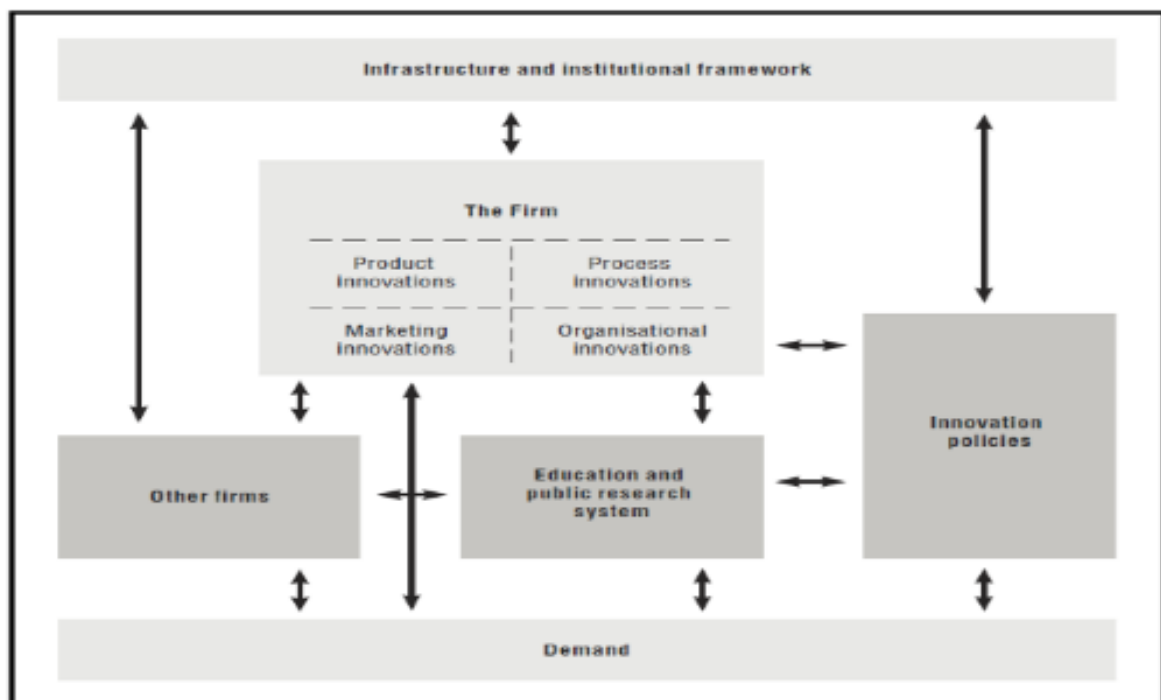 Infrastructure and institutional framework
The Firm
Product
innovations
Process
innovations
Marketing
innovations
Organisational
innovations
Innovation
policies
Other firms
Education and
public research
system
Demand